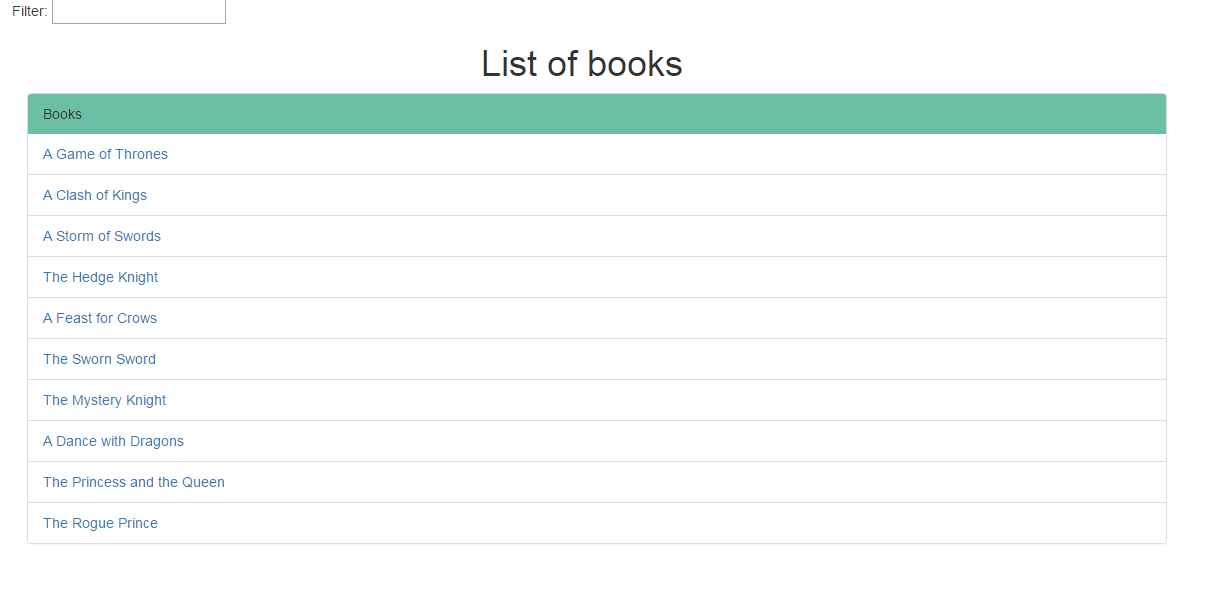 Filter:
List of books
Books
A Game of Thrones
A Clash of Kings
A Storm of Swords
The Hedge Knight
A Feast for Crows
The Sworn Sword
The Mystery Knight
A Dance with Dragons
The Princess and the Queen
The Rogue Prince